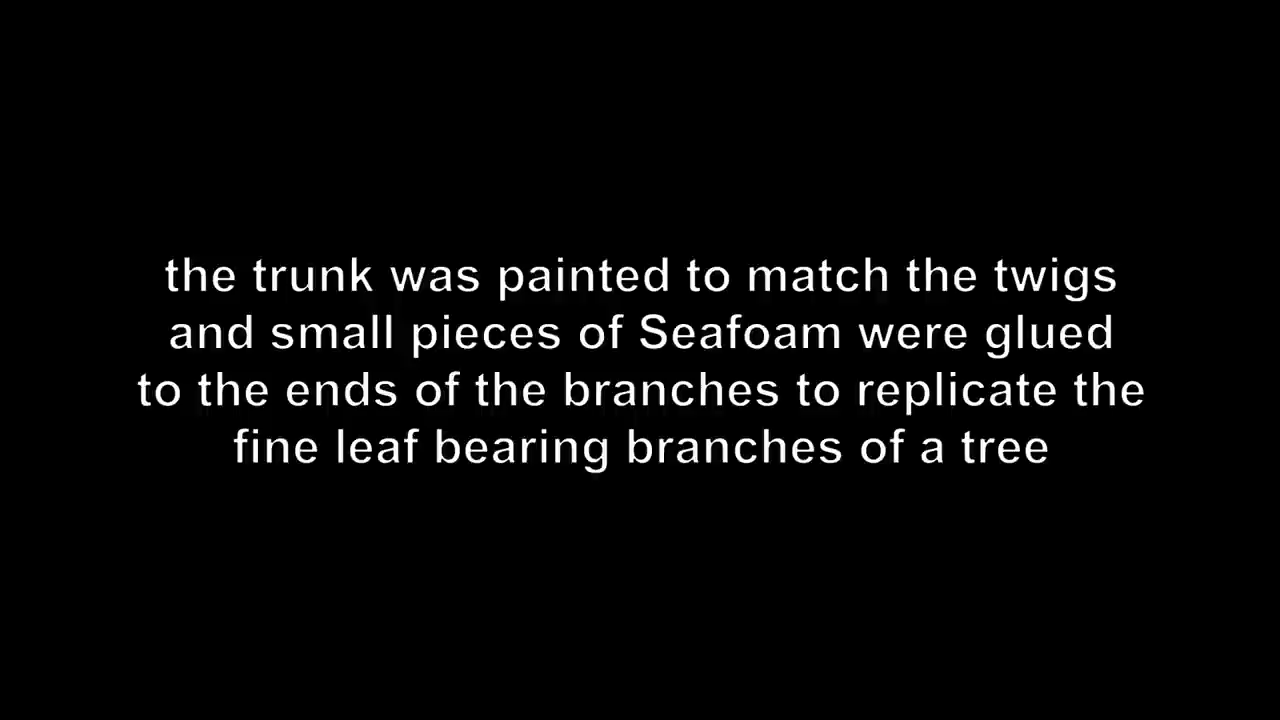 the trunk was painted to match the twigs
and small pieces of Seafoam were glued
to the ends of the branches to replicate the
fine leaf bearing branches of a tree